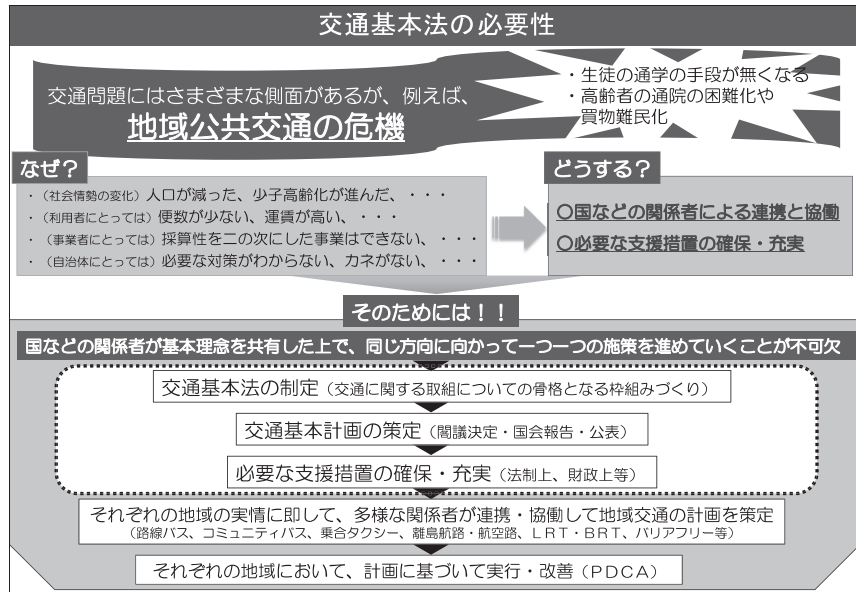 交通基本法の必要性
交通問題にはさまざまな側面があるが、例えば、
地域公共交通の危機
・生徒の通学の手段が無くなる
・高齢者の通院の困難化や
買物難民化
なぜ？
・（社会情勢の変化）人口が減った、少子高齢化が進んだ、・・・
・（利用者にとっては）便数が少ない、運賃が高い、・・・
・（事業者にとっては）採算性を二の次にした事業はできない、・・・
・（自治体にとっては）必要な対策がわからない、カネがない、・・・
どうする？
〇国などの関係者による連携と協働
〇必要な支援措置の確保・充実
そのためには！！
国などの関係者が基本理念を共有した上で、同じ方向に向かって一つ一つの施策を進めていくことが不可欠
交通基本法の制定（交通に関する取組についての骨格となる枠組みづくり）
交通基本計画の策定（閣議決定・国会報告・公表）
必要な支援措置の確保・充実（法制上、財政上等）
それぞれの地域の実情に即して、多様な関係者が連携・協働して地域交通の計画を策定
（路線バス、コミュニティバス、乗合タクシー、離島航路・航空路、ＬＲＴ・ＢＲＴ、バリアフリー等）
それぞれの地域において、計画に基づいて実行・改善（ＰＤＣＡ）